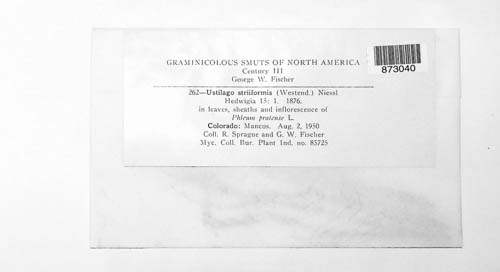 GRAMINICOLOUS SMUTS OF NORTH AMERICA
Century III
George W. Fischer
873040
262—Ustilago striiformis (Westend.) Niessl
Hedwigia 15: 1. 1876.
in leaves, sheaths and inflorescence of
Phleum pratense L.
Colorado: Mancos. Aug. 2, 1950
Coll. R. Sprague and G. W. Fischer
Myc. Coll. Bur. Plant Ind. no. 85725